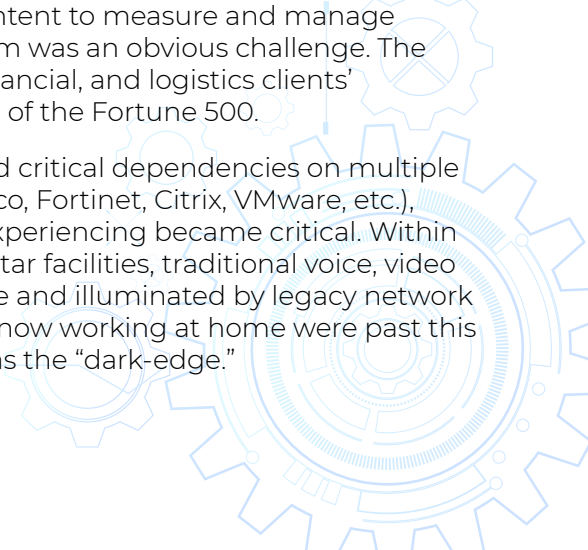 ntent to measure and manage
m was an obvious challenge. The
ancial, and logistics clients’
of the Fortune 500.
d critical dependencies on multiple
co, Fortinet, Citrix, VMware, etc.),
xperiencing became critical. Within
tar facilities, traditional voice, video
e and illuminated by legacy network
now working at home were past this
as the “dark-edge.”